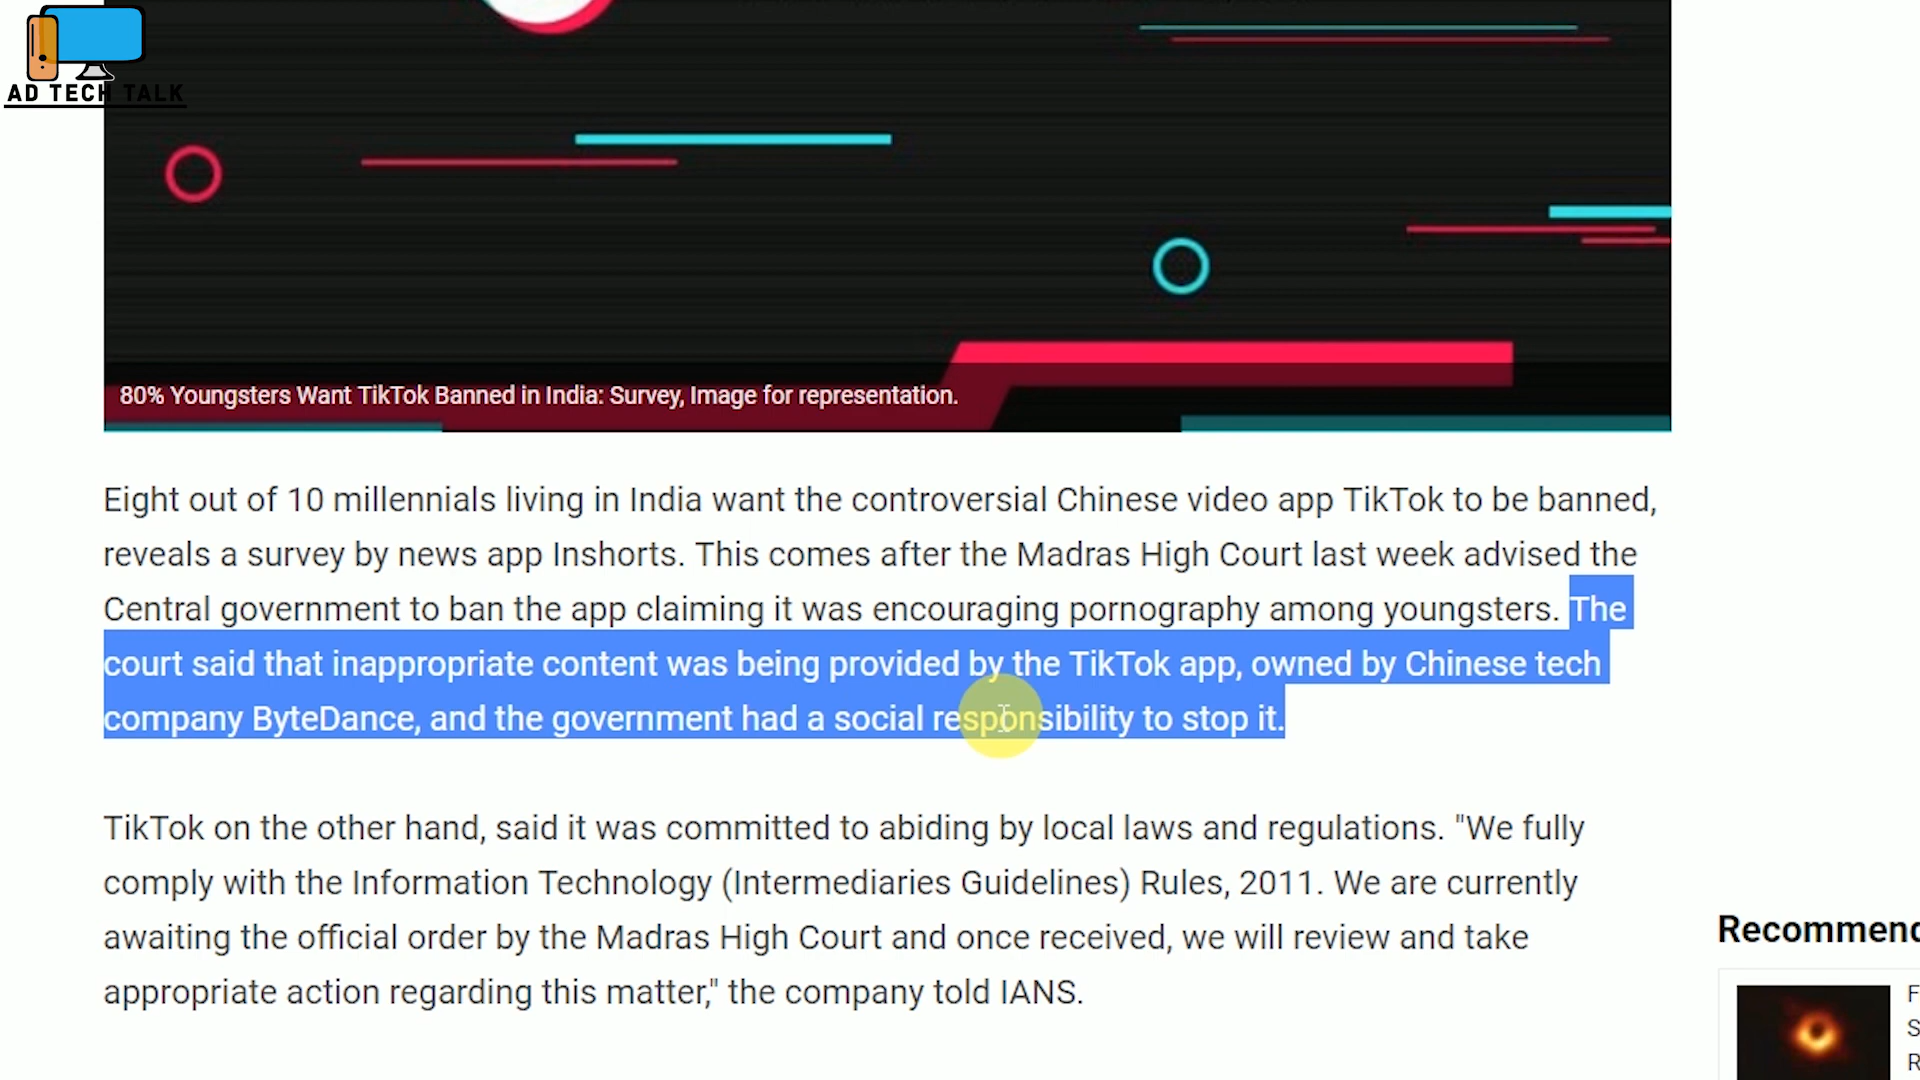 AD TECH TALK
80% Youngsters Want TikTok Banned in India: Survey, Image for representation.
Eight out of 10 millennials living in India want the controversial Chinese video app TikTok to be banned,
reveals a survey by news app Inshorts. This comes after the Madras High Court last week advised the
Central government to ban the app claiming it was encouraging pornography among youngsters. The
court said that inappropriate content was being provided by the TikTok app, owned by Chinese tech
company ByteDance, and the government had a social responsibility to stop it.
TikTok on the other hand, said it was committed to abiding by local laws and regulations. "We fully
comply with the Information Technology (Intermediaries Guidelines) Rules, 2011. We are currently
awaiting the official order by the Madras High Court and once received, we will review and take
appropriate action regarding this matter," the company told IANS.
Recommend
F
S
R